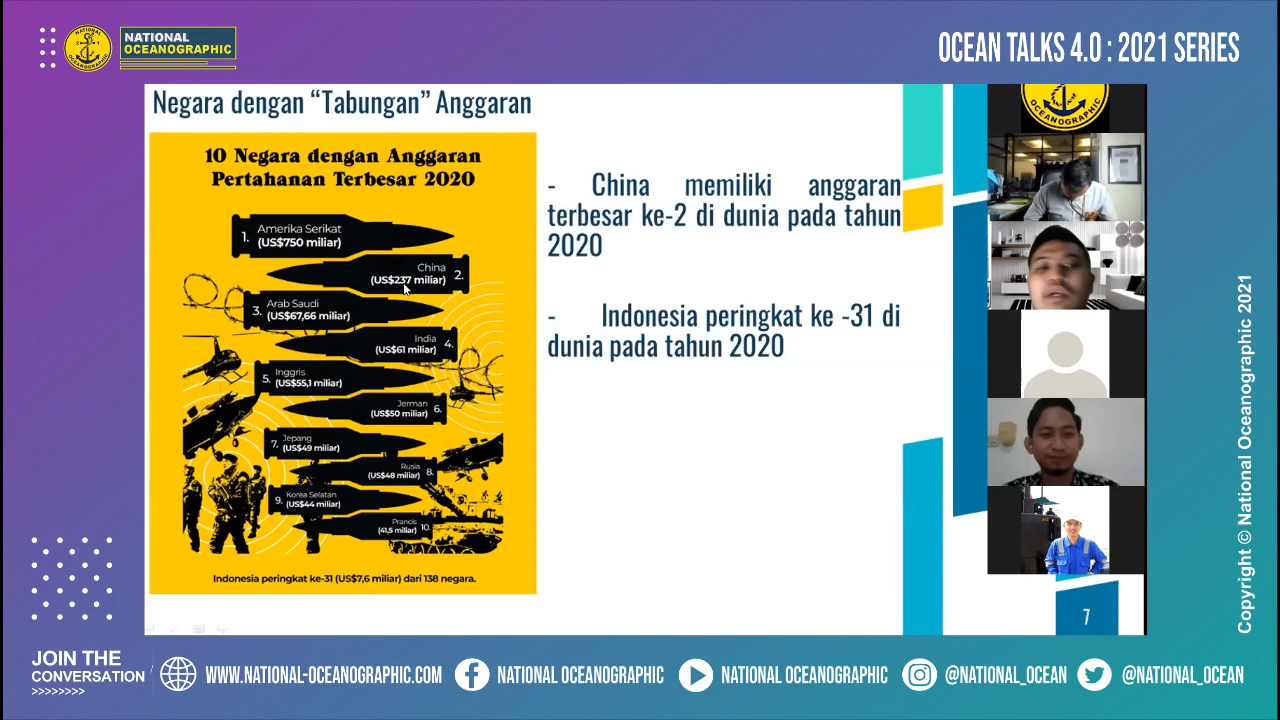 NATIONAL
OCEANOGRAPHIC
OCEAN TALKS 4.0 : 2021 SERIES
Negara dengan “Tabungan” Anggaran
10 Negara dengan Anggaran
Pertahanan Terbesar 2020
1. Amerika Serikat
(US$750 miliar)
China 2.
(US$237 miliar)
3. Arab Saudi
(US$67,66 miliar)
India 4.
(US$61 miliar)
5. Inggris
(US$55,1 miliar)
Jerman 6.
(US$50 miliar)
7. Jepang
(US$49 miliar)
Rusia 8.
(US$48 miliar)
9. Korea Selatan
(US$44 miliar)
Prancis 10.
(41,5 miliar)
Indonesia peringkat ke-31 (US$7,6 miliar) dari 138 negara.
- China memiliki anggaran
terbesar ke-2 di dunia pada tahun
2020
- Indonesia peringkat ke -31 di
dunia pada tahun 2020
OCEANOGRAPHIC
7
Copyright © National Oceanographic 2021
JOIN THE
CONVERSATION
>>>>>>>>
WWW.NATIONAL-OCEANOGRAPHIC.COM
NATIONAL OCEANOGRAPHIC
NATIONAL OCEANOGRAPHIC
@NATIONAL_OCEAN
@NATIONAL_OCEAN